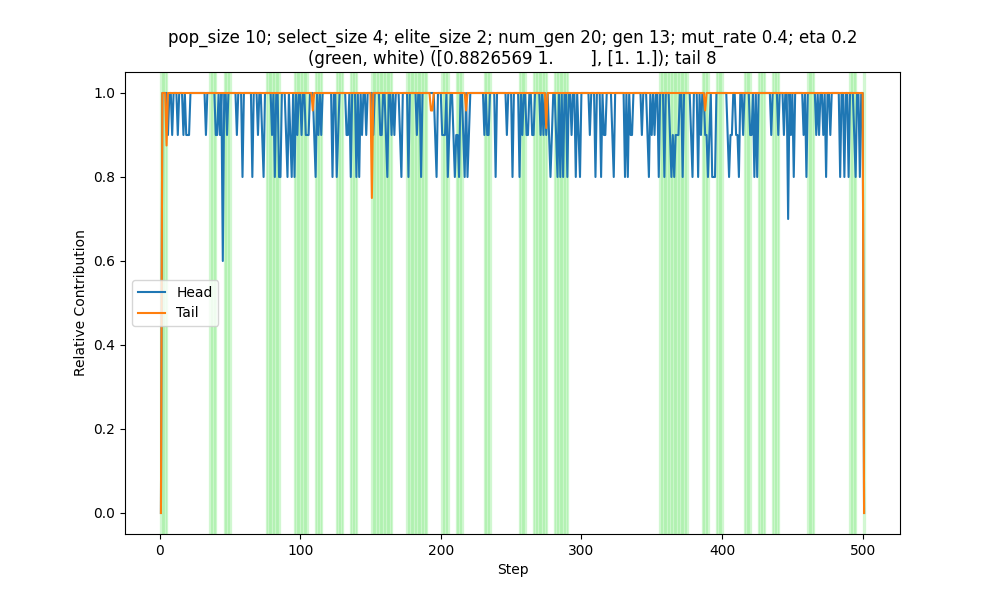 pop_size 10; select_size 4; elite_size 2; num_gen 20; gen 13; mut_rate 0.4; eta 0.2
(green, white) ([0.8826569 1.        ], [1. 1.]); tail 8
1.0
0.8
0.6
0.4
0.2
0.0
Relative Contribution
Head
Tail
0
100
200
300
400
500
Step